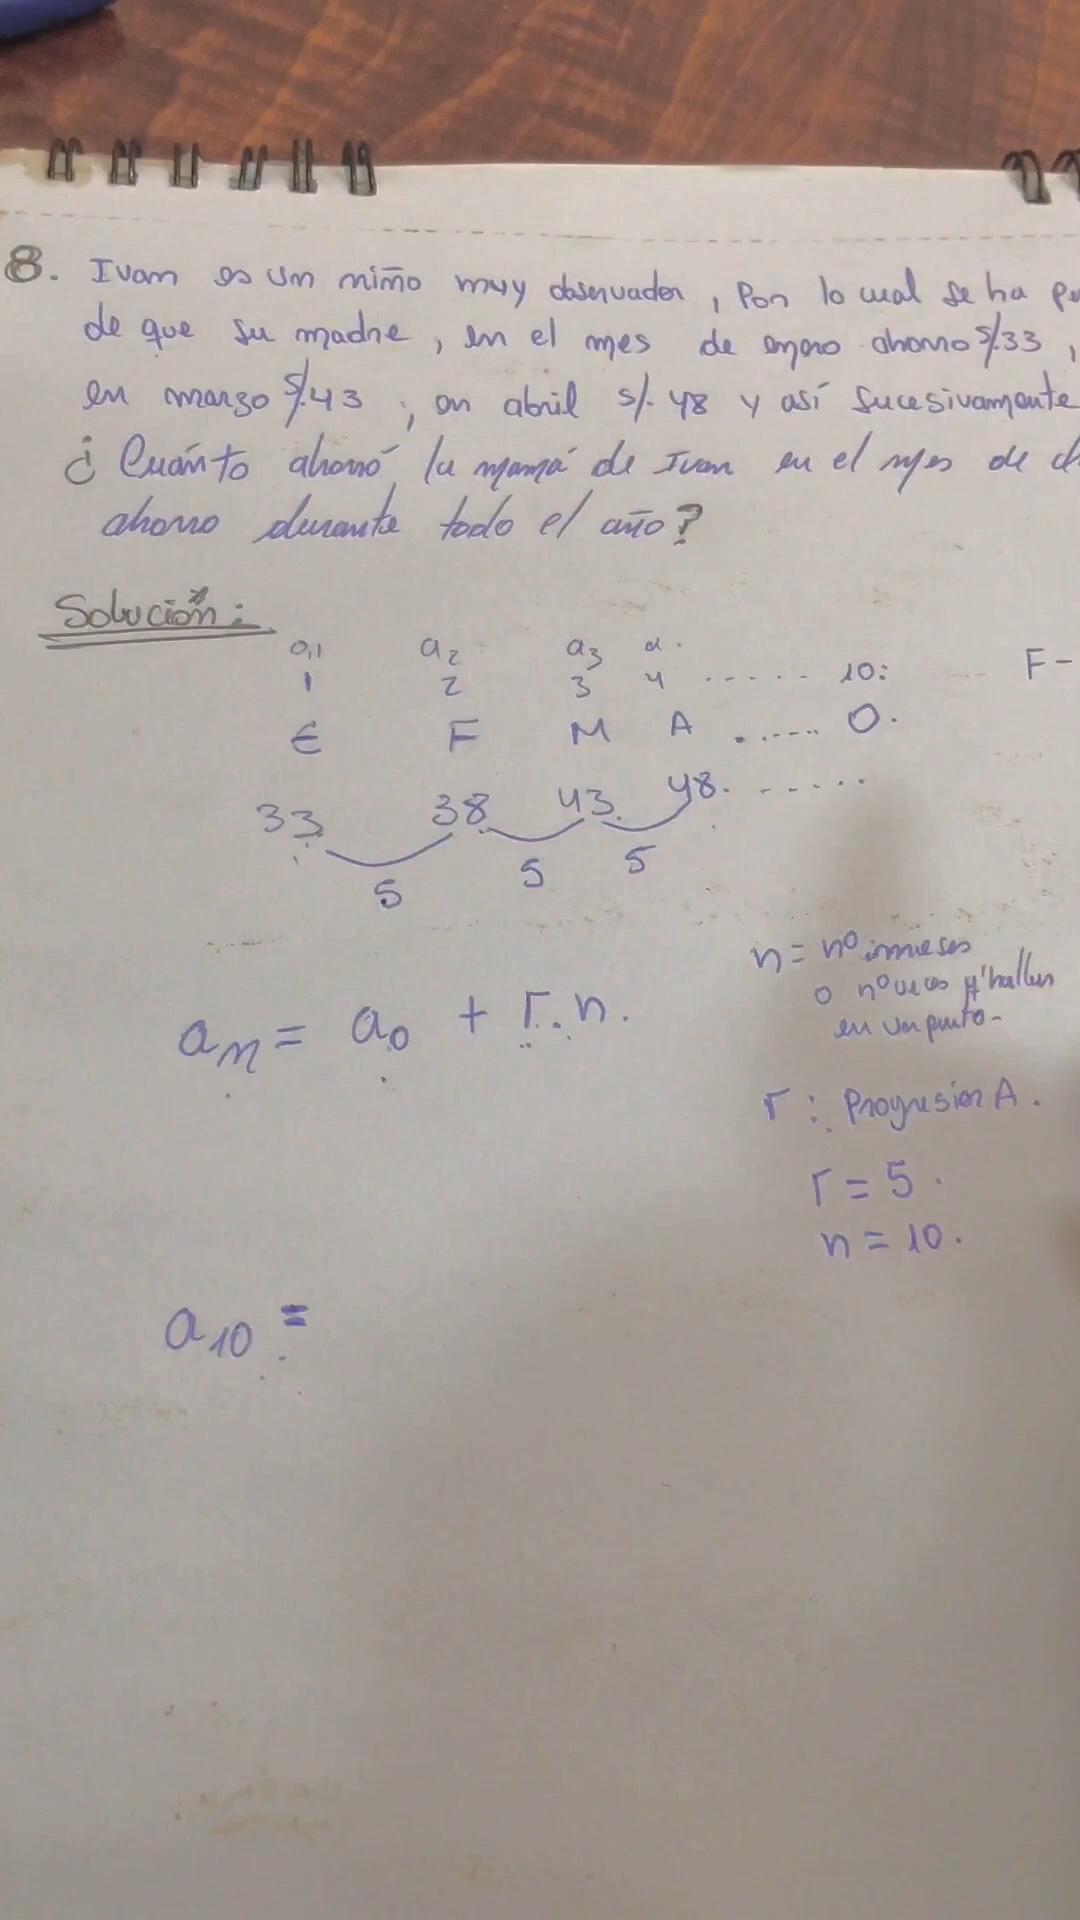 8. Ivan es un niño muy observador, Por lo cual se ha
de que su madre, en el mes de enero ahorro S/.33,
en marzo S/.43, en abril S/. 48 y así sucesivamente
¿Cuánto ahorró la mamá de Ivan en el mes de
ahorro durante todo el año?
Solución:
a1 a2 a3 a.
1 2 3 4 ...... 10:
F-
E F M A ...... O.
33 38 43 48. ......
5 5 5
n = nº meses
o nº veces hallen
en un punto-
an = a0 + r.n.
r: Progresión A.
r = 5.
n = 10.
a10 =